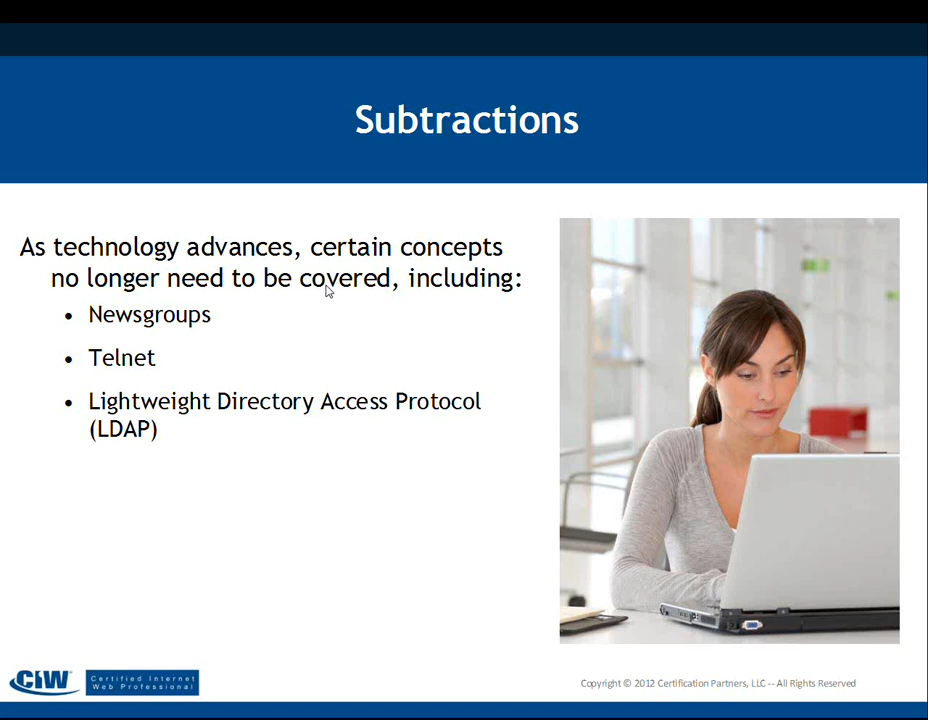 Subtractions
As technology advances, certain concepts
no longer need to be covered, including:
• Newsgroups
• Telnet
• Lightweight Directory Access Protocol
(LDAP)
CIW
Certified Internet
Web Professional
Copyright © 2012 Certification Partners, LLC -- All Rights Reserved